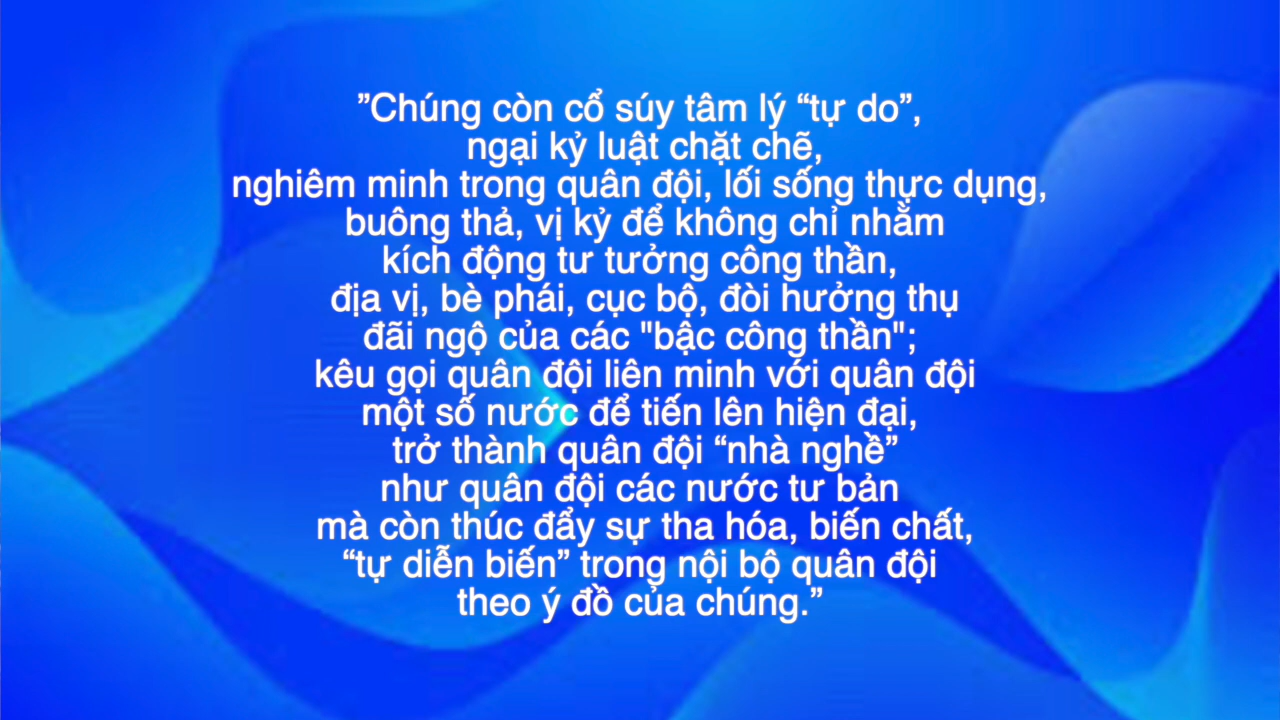 ”Chúng còn cổ súy tâm lý “tự do”,
ngại kỷ luật chặt chẽ,
nghiêm minh trong quân đội, lối sống thực dụng,
buông thả, vị kỷ để không chỉ nhằm
kích động tư tưởng công thần,
địa vị, bè phái, cục bộ, đòi hưởng thụ
đãi ngộ của các "bậc công thần";
kêu gọi quân đội liên minh với quân đội
một số nước để tiến lên hiện đại,
trở thành quân đội “nhà nghề”
như quân đội các nước tư bản
mà còn thúc đẩy sự tha hóa, biến chất,
“tự diễn biến” trong nội bộ quân đội
theo ý đồ của chúng.”